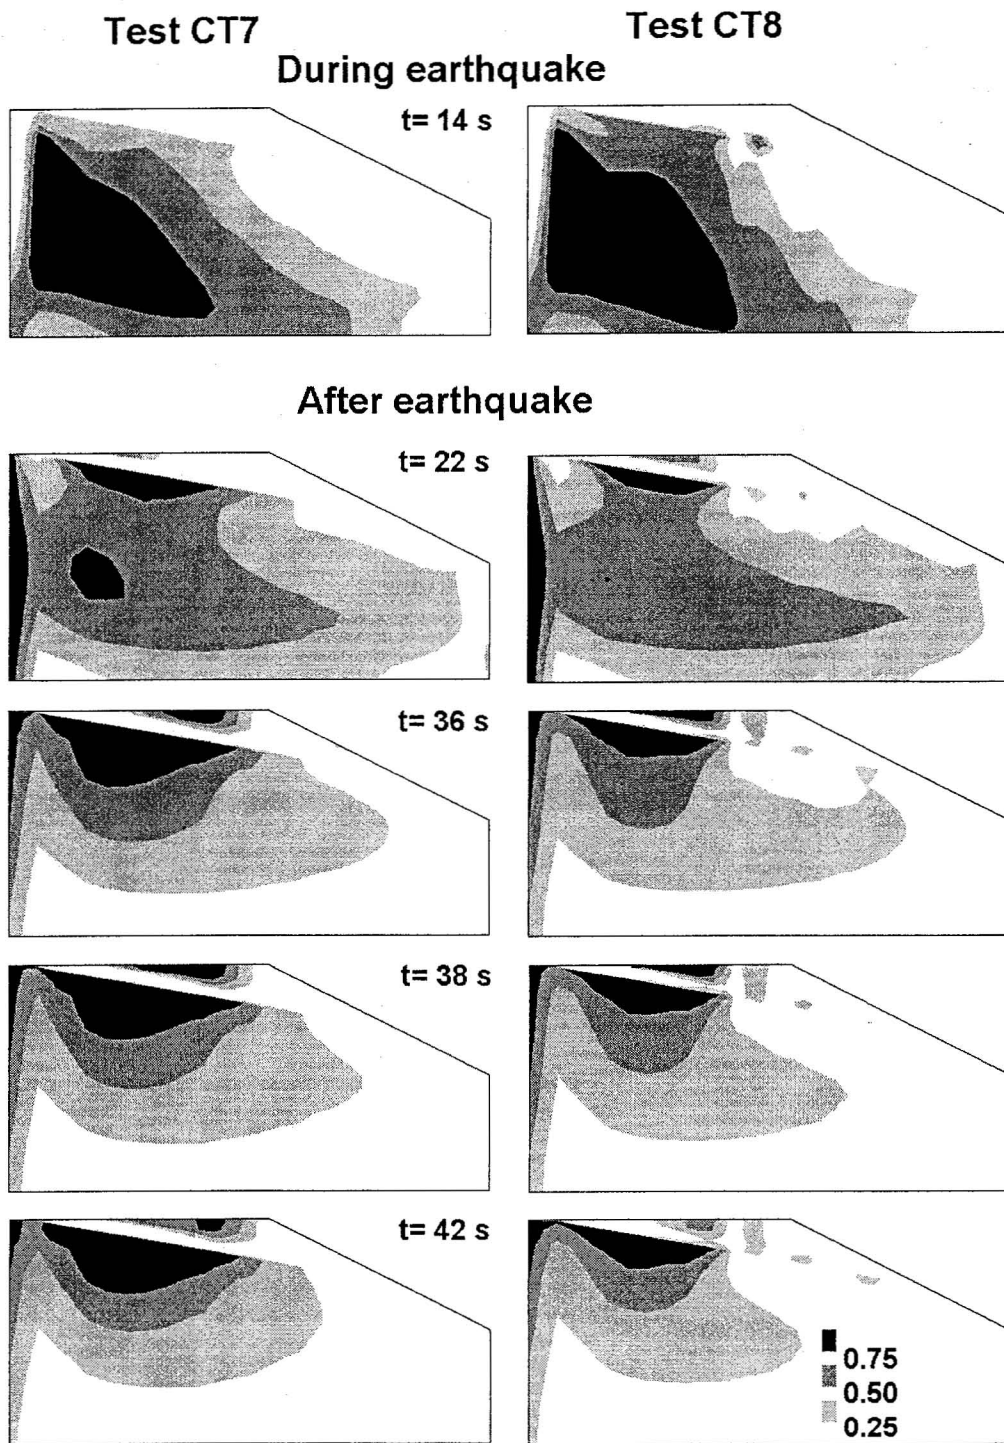 Test CT7
Test CT8
During earthquake
t= 14 s
After earthquake
t= 22 s
t= 36 s
t= 38 s
t= 42 s
0.75
0.50
0.25